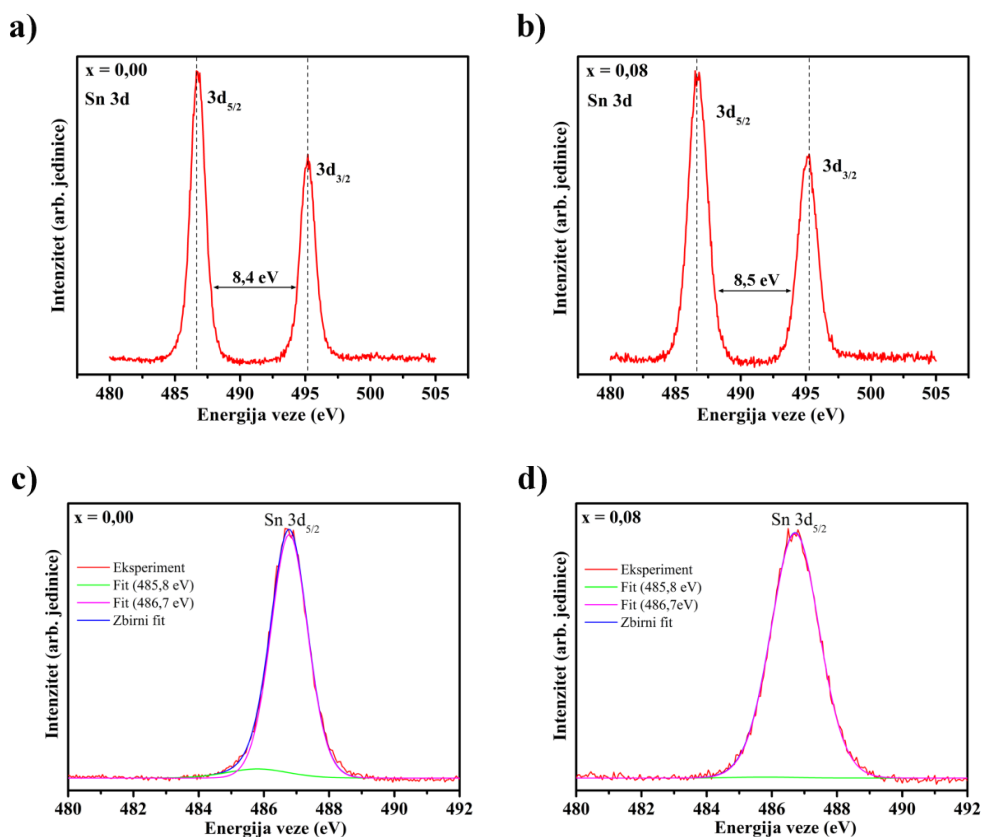 a)
x = 0,00
Sn 3d
3d5/2
3d3/2
8,4 eV
Intenzitet (arb. jedinice)
480 485 490 495 500 505
Energija veze (eV)
b)
x = 0,08
Sn 3d
3d5/2
3d3/2
8,5 eV
Intenzitet (arb. jedinice)
480 485 490 495 500 505
Energija veze (eV)
c)
x = 0,00
Sn 3d5/2
Eksperiment
Fit (485,8 eV)
Fit (486,7 eV)
Zbirni fit
Intenzitet (arb. jedinice)
480 482 484 486 488 490 492
Energija veze (eV)
d)
x = 0,08
Sn 3d5/2
Eksperiment
Fit (485,8 eV)
Fit (486,7eV)
Zbirni fit
Intenzitet (arb. jedinice)
480 482 484 486 488 490 492
Energija veze (eV)